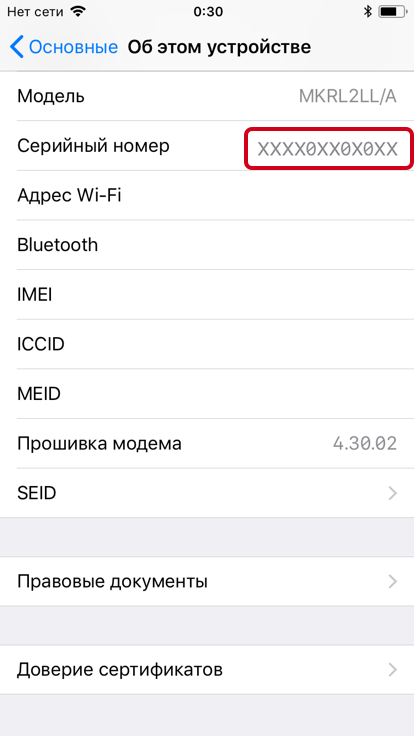 Нет сети 0:30
Основные Об этом устройстве
Модель MKRL2LL/A
Серийный номер XXXX0XX0X0XX
Адрес Wi-Fi
Bluetooth
IMEI
ICCID
MEID
Прошивка модема 4.30.02
SEID
Правовые документы
Доверие сертификатов